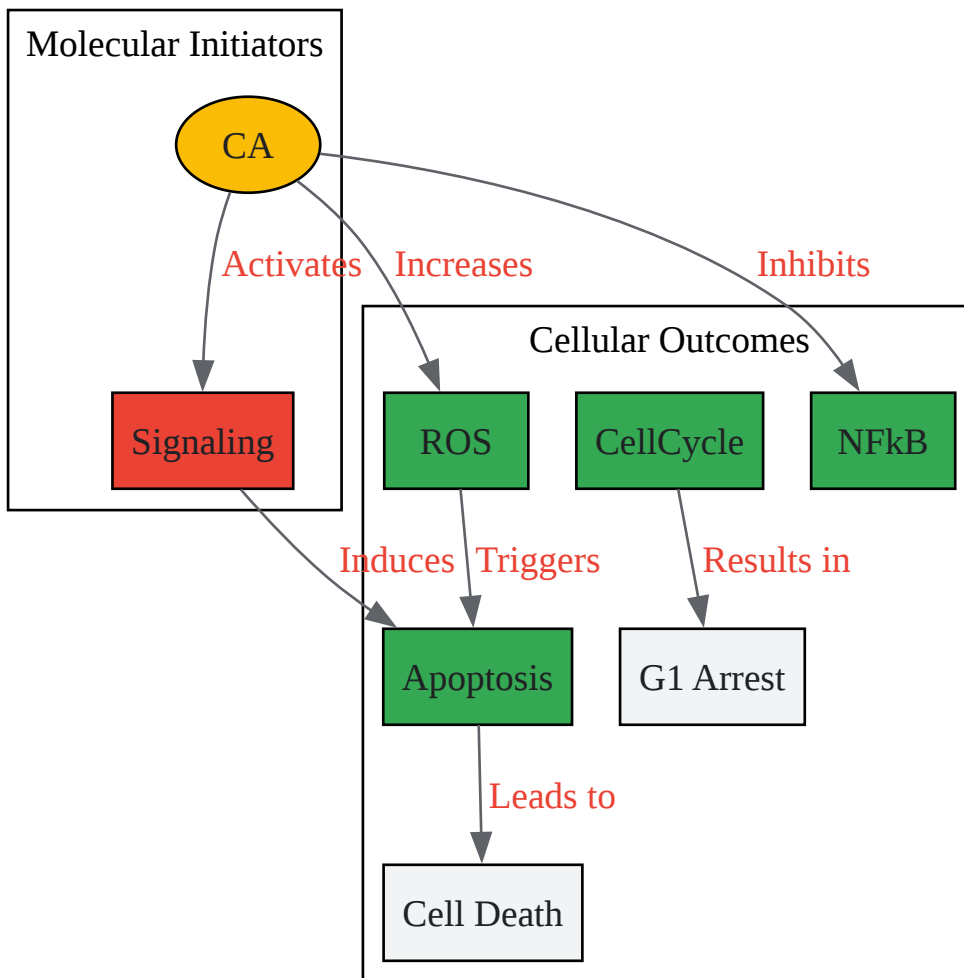 Molecular Initiators
CA
Activates
Increases
Inhibits
Cellular Outcomes
Signaling
ROS
CellCycle
NFkB
Induces
Triggers
Results in
Apoptosis
G1 Arrest
Leads to
Cell Death